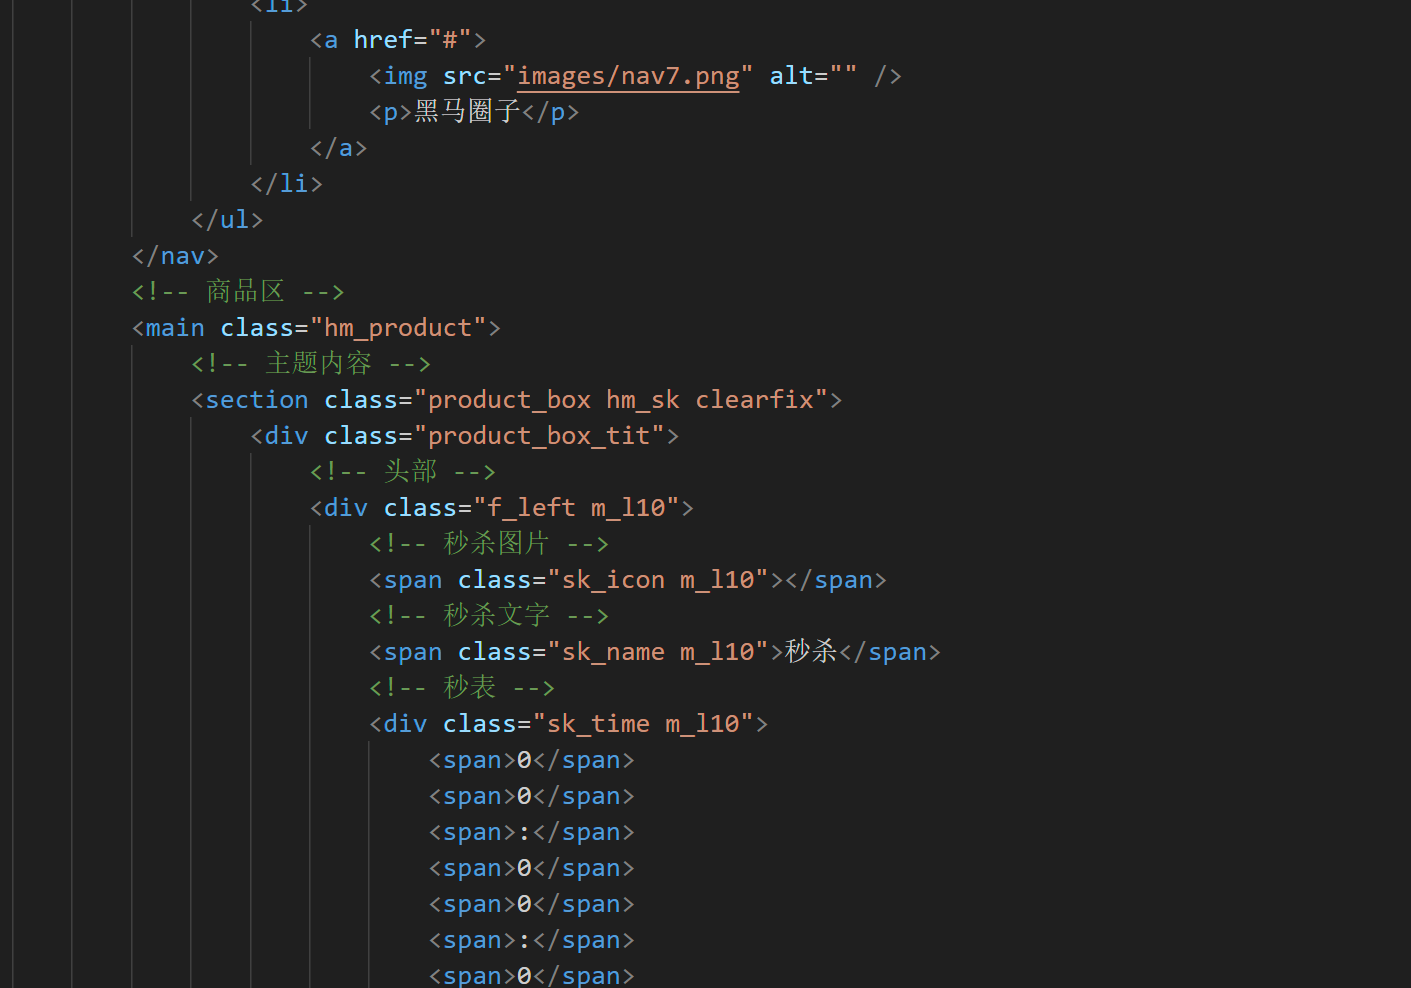 <li>
<a href="#">
<img src="images/nav7.png" alt="" />
<p>黑马圈子</p>
</a>
</li>
</ul>
</nav>
<!-- 商品区 -->
<main class="hm_product">
<!-- 主题内容 -->
<section class="product_box hm_sk clearfix">
<div class="product_box_tit">
<!-- 头部 -->
<div class="f_left m_l10">
<!-- 秒杀图片 -->
<span class="sk_icon m_l10"></span>
<!-- 秒杀文字 -->
<span class="sk_name m_l10">秒杀</span>
<!-- 秒表 -->
<div class="sk_time m_l10">
<span>0</span>
<span>0</span>
<span>:</span>
<span>0</span>
<span>0</span>
<span>:</span>
<span>0</span>